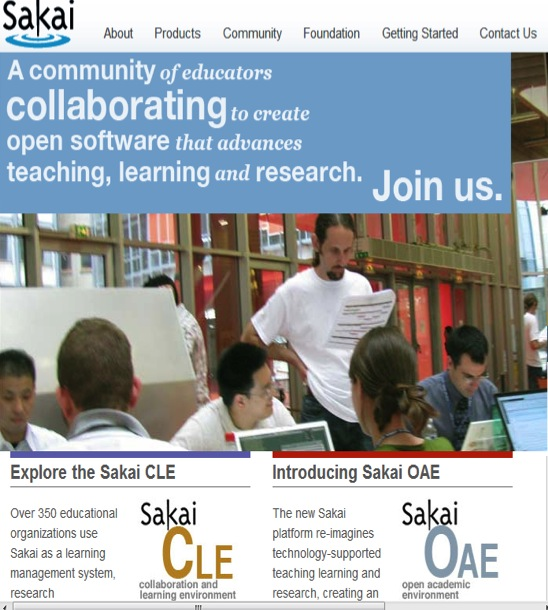 Sakai
About Products Community Foundation Getting Started Contact Us
A community of educators
collaborating to create
open software that advances
teaching, learning and research.
Join us.
Explore the Sakai CLE
Over 350 educational
organizations use
Sakai as a learning
management system,
research
Sakai
CLE
collaboration and
learning environment
Introducing Sakai OAE
The new Sakai
platform re-imagines
technology-supported
teaching learning and
research, creating an
Sakai
OAE
open academic
environment